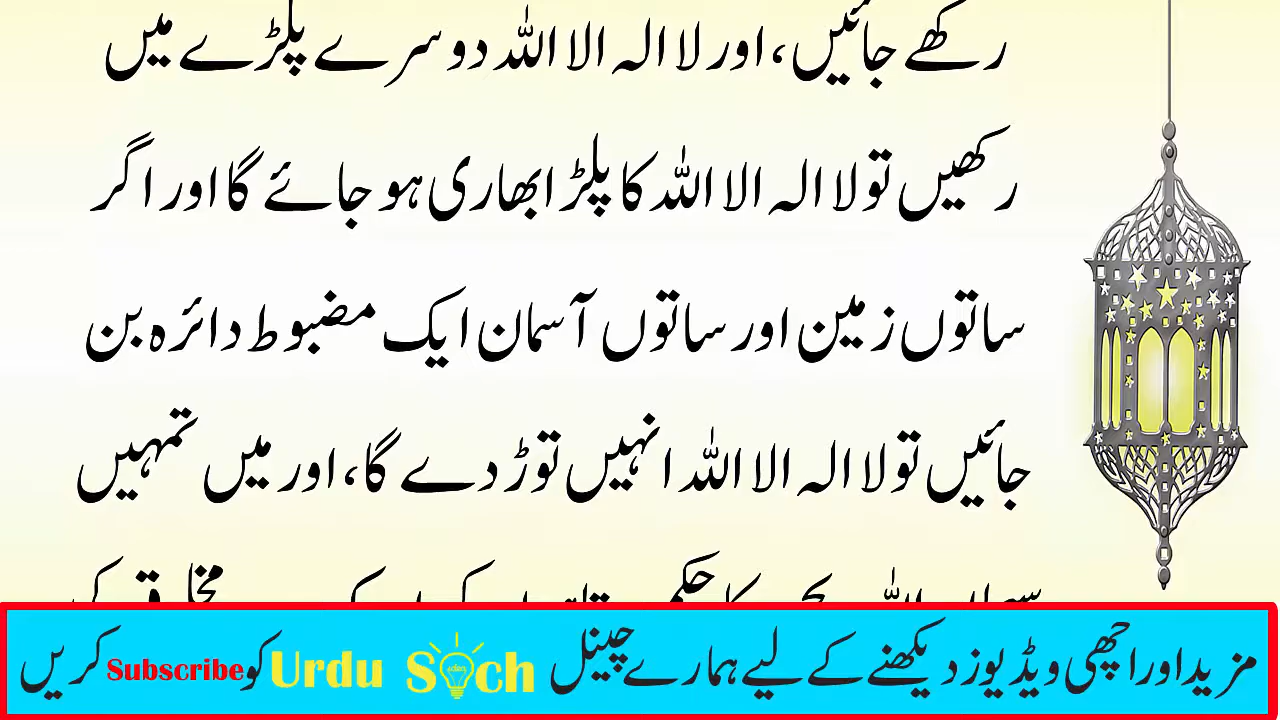 رکھے جائیں، اور لا الہ الا اللہ دوسرے پلڑے میں
رکھیں تو لا الہ الا اللہ کا پلڑا بھاری ہو جائے گا اور اگر
ساتوں زمین اور ساتوں آسمان ایک مضبوط دائرہ بن
جائیں تو لا الہ الا اللہ انہیں توڑ دے گا، اور میں تمہیں
مزید اور اچھی ویڈیوز دیکھنے کے لیے ہمارے چینل Urdu Soch کو Subscribe کریں